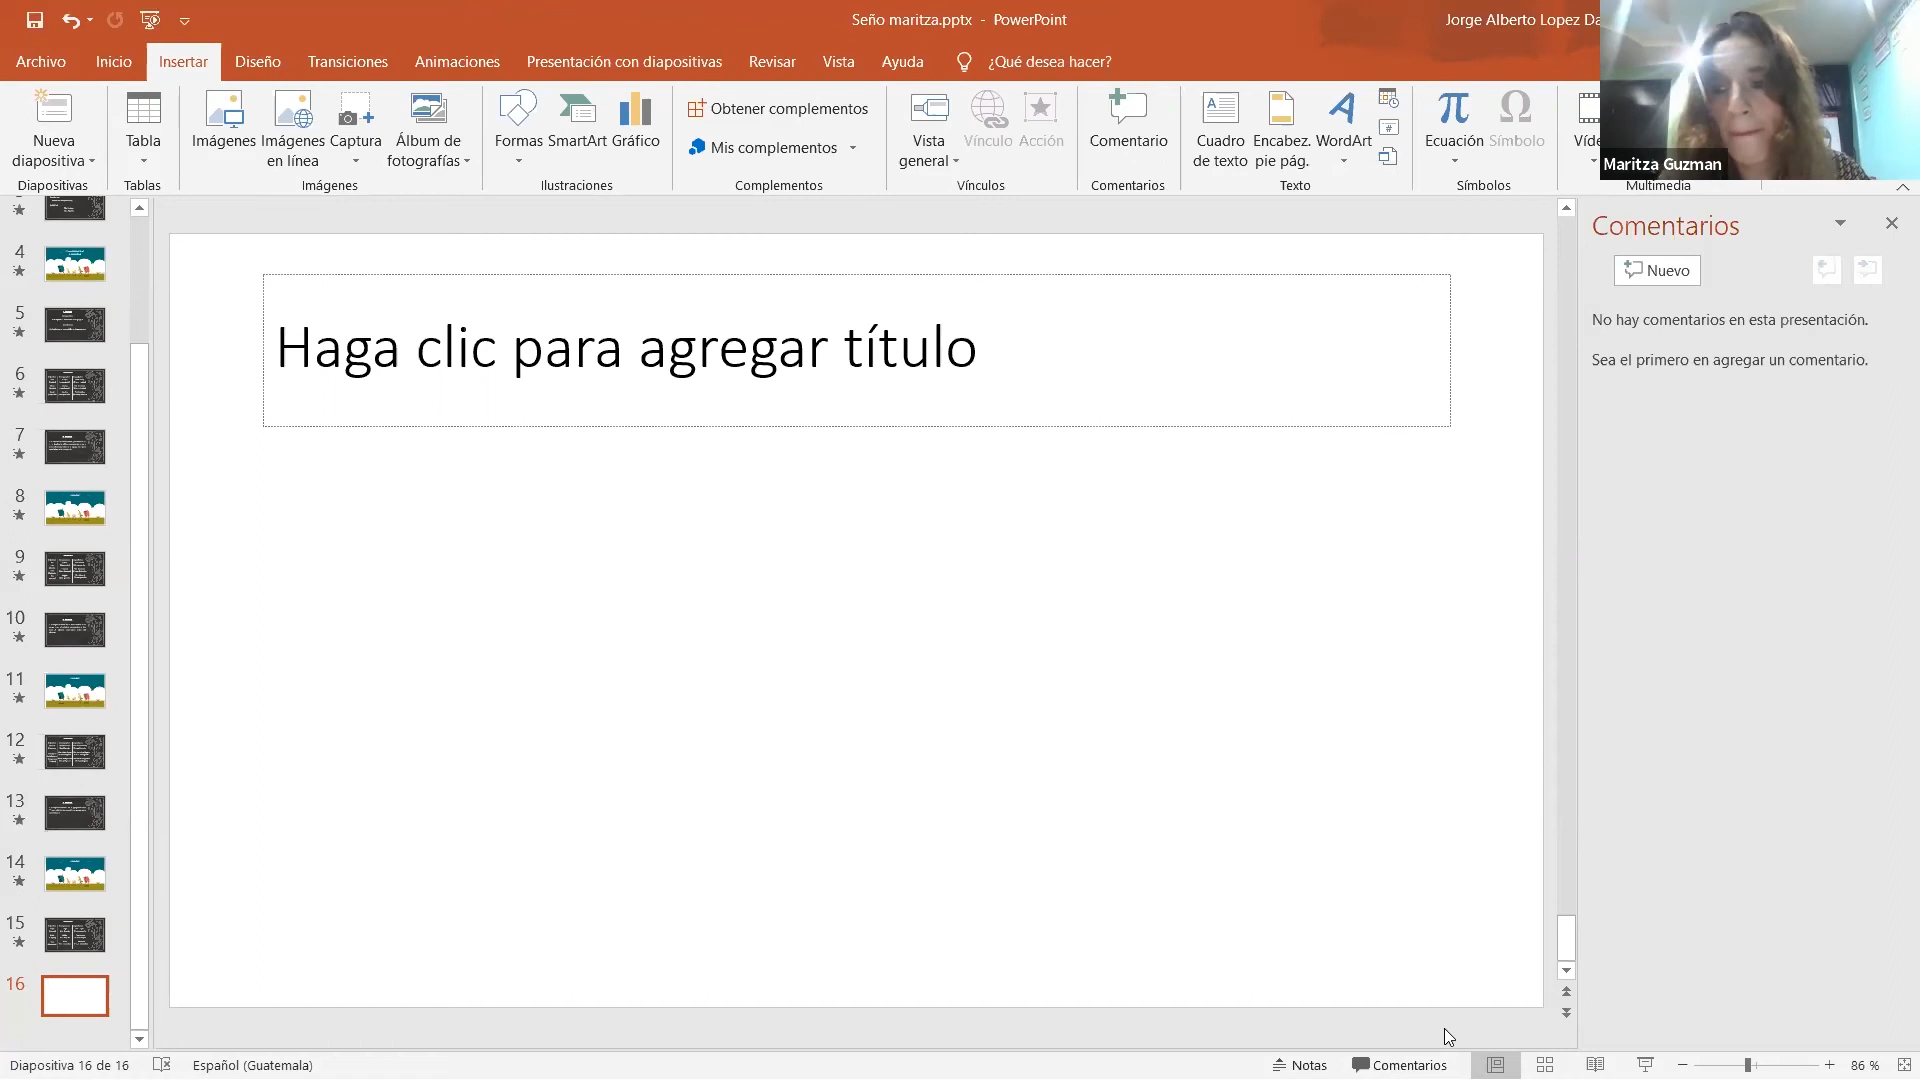 Seño maritza.pptx - PowerPoint
Jorge Alberto Lopez Da
Archivo Inicio Insertar Diseño Transiciones Animaciones Presentación con diapositivas Revisar Vista Ayuda ¿Qué desea hacer?
Nueva diapositiva
Tabla
Imágenes
Imágenes en línea
Captura
Álbum de fotografías
Formas
SmartArt
Gráfico
Obtener complementos
Mis complementos
Vista general
Vínculo
Acción
Comentario
Cuadro de texto
Encabez. pie pág.
WordArt
Ecuación
Símbolo
Víde
Diapositivas Tablas Imágenes Ilustraciones Complementos Vínculos Comentarios Texto Símbolos Multimedia
Maritza Guzman
4
5
6
7
8
9
10
11
12
13
14
15
16
Haga clic para agregar título
Comentarios
Nuevo
No hay comentarios en esta presentación.
Sea el primero en agregar un comentario.
Diapositiva 16 de 16 Español (Guatemala) Notas Comentarios 86 %